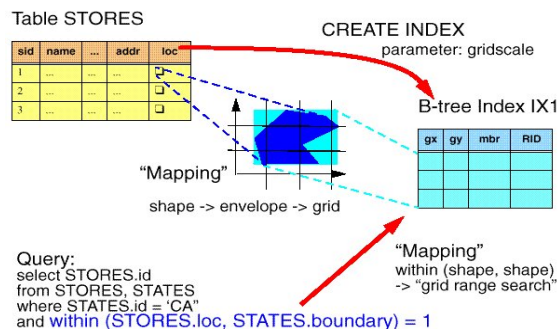 Table STORES
sid name ... addr loc
1 ... ... ...
2 ... ... ...
3 ... ... ...
CREATE INDEX
parameter: gridscale
B-tree Index IX1
gx gy mbr RID
“Mapping”
shape -> envelope -> grid
“Mapping”
within (shape, shape)
-> “grid range search”
Query:
select STORES.id
from STORES, STATES
where STATES.id = ‘CA”
and within (STORES.loc, STATES.boundary) = 1